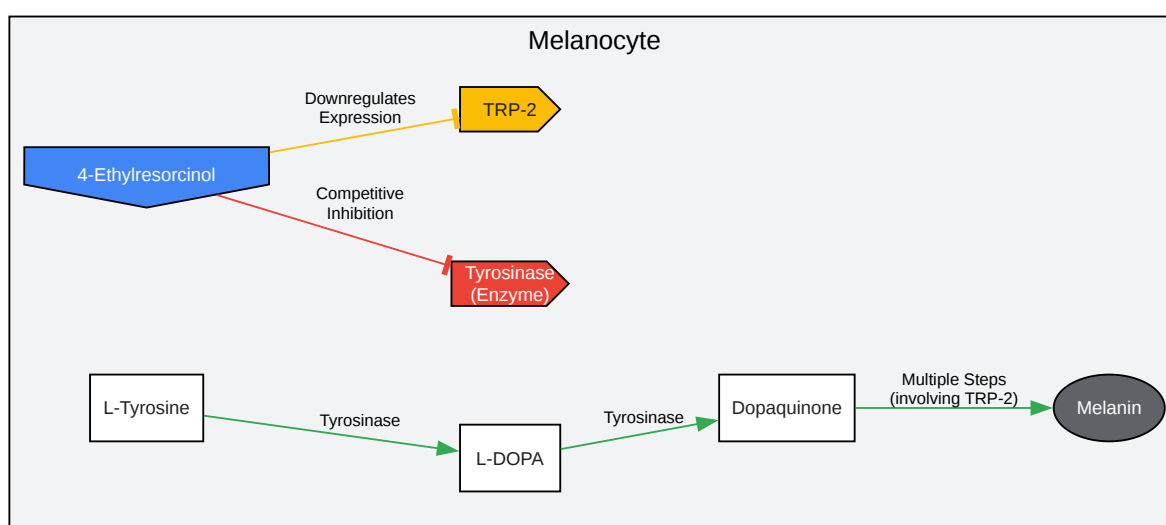 Melanocyte
Downregulates
Expression
TRP-2
4-Ethylresorcinol
Competitive
Inhibition
Tyrosinase
(Enzyme)
L-Tyrosine
Tyrosinase
L-DOPA
Tyrosinase
Dopaquinone
Multiple Steps
(involving TRP-2)
Melanin